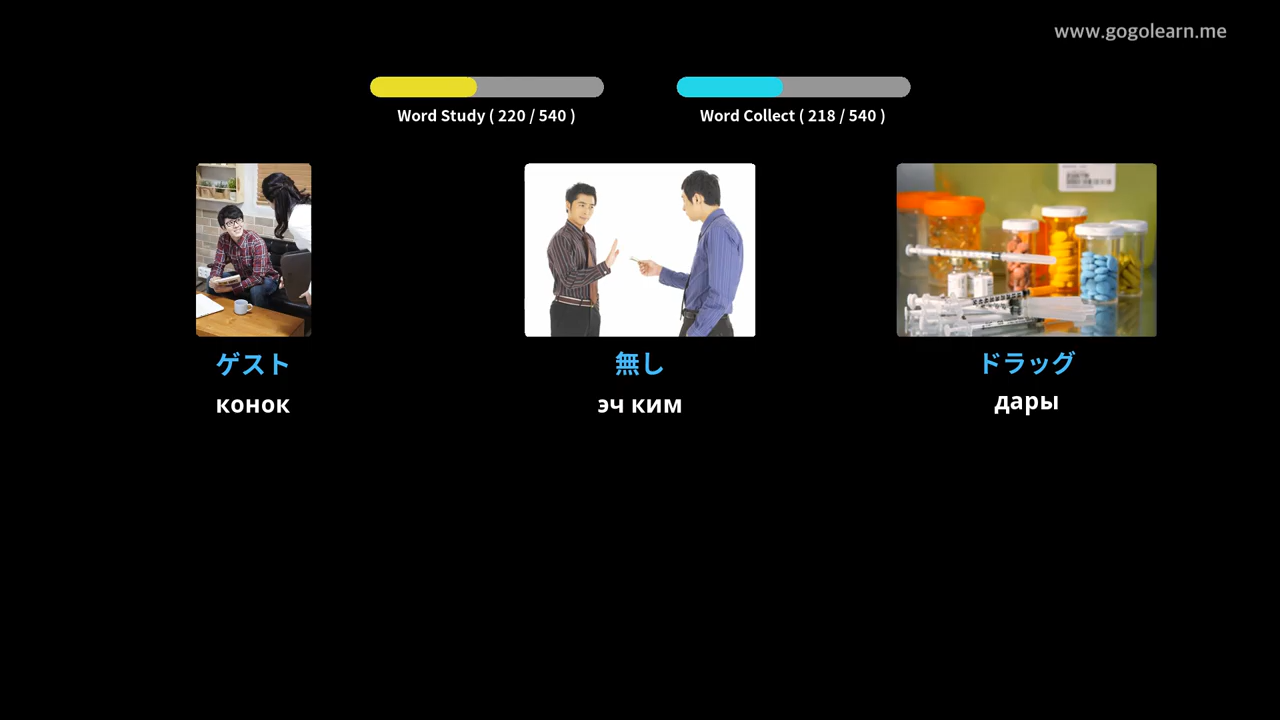 www.gogolearn.me
Word Study ( 220 / 540 )
Word Collect ( 218 / 540 )
ゲスト
無し
ドラッグ
конок
эч ким
дары